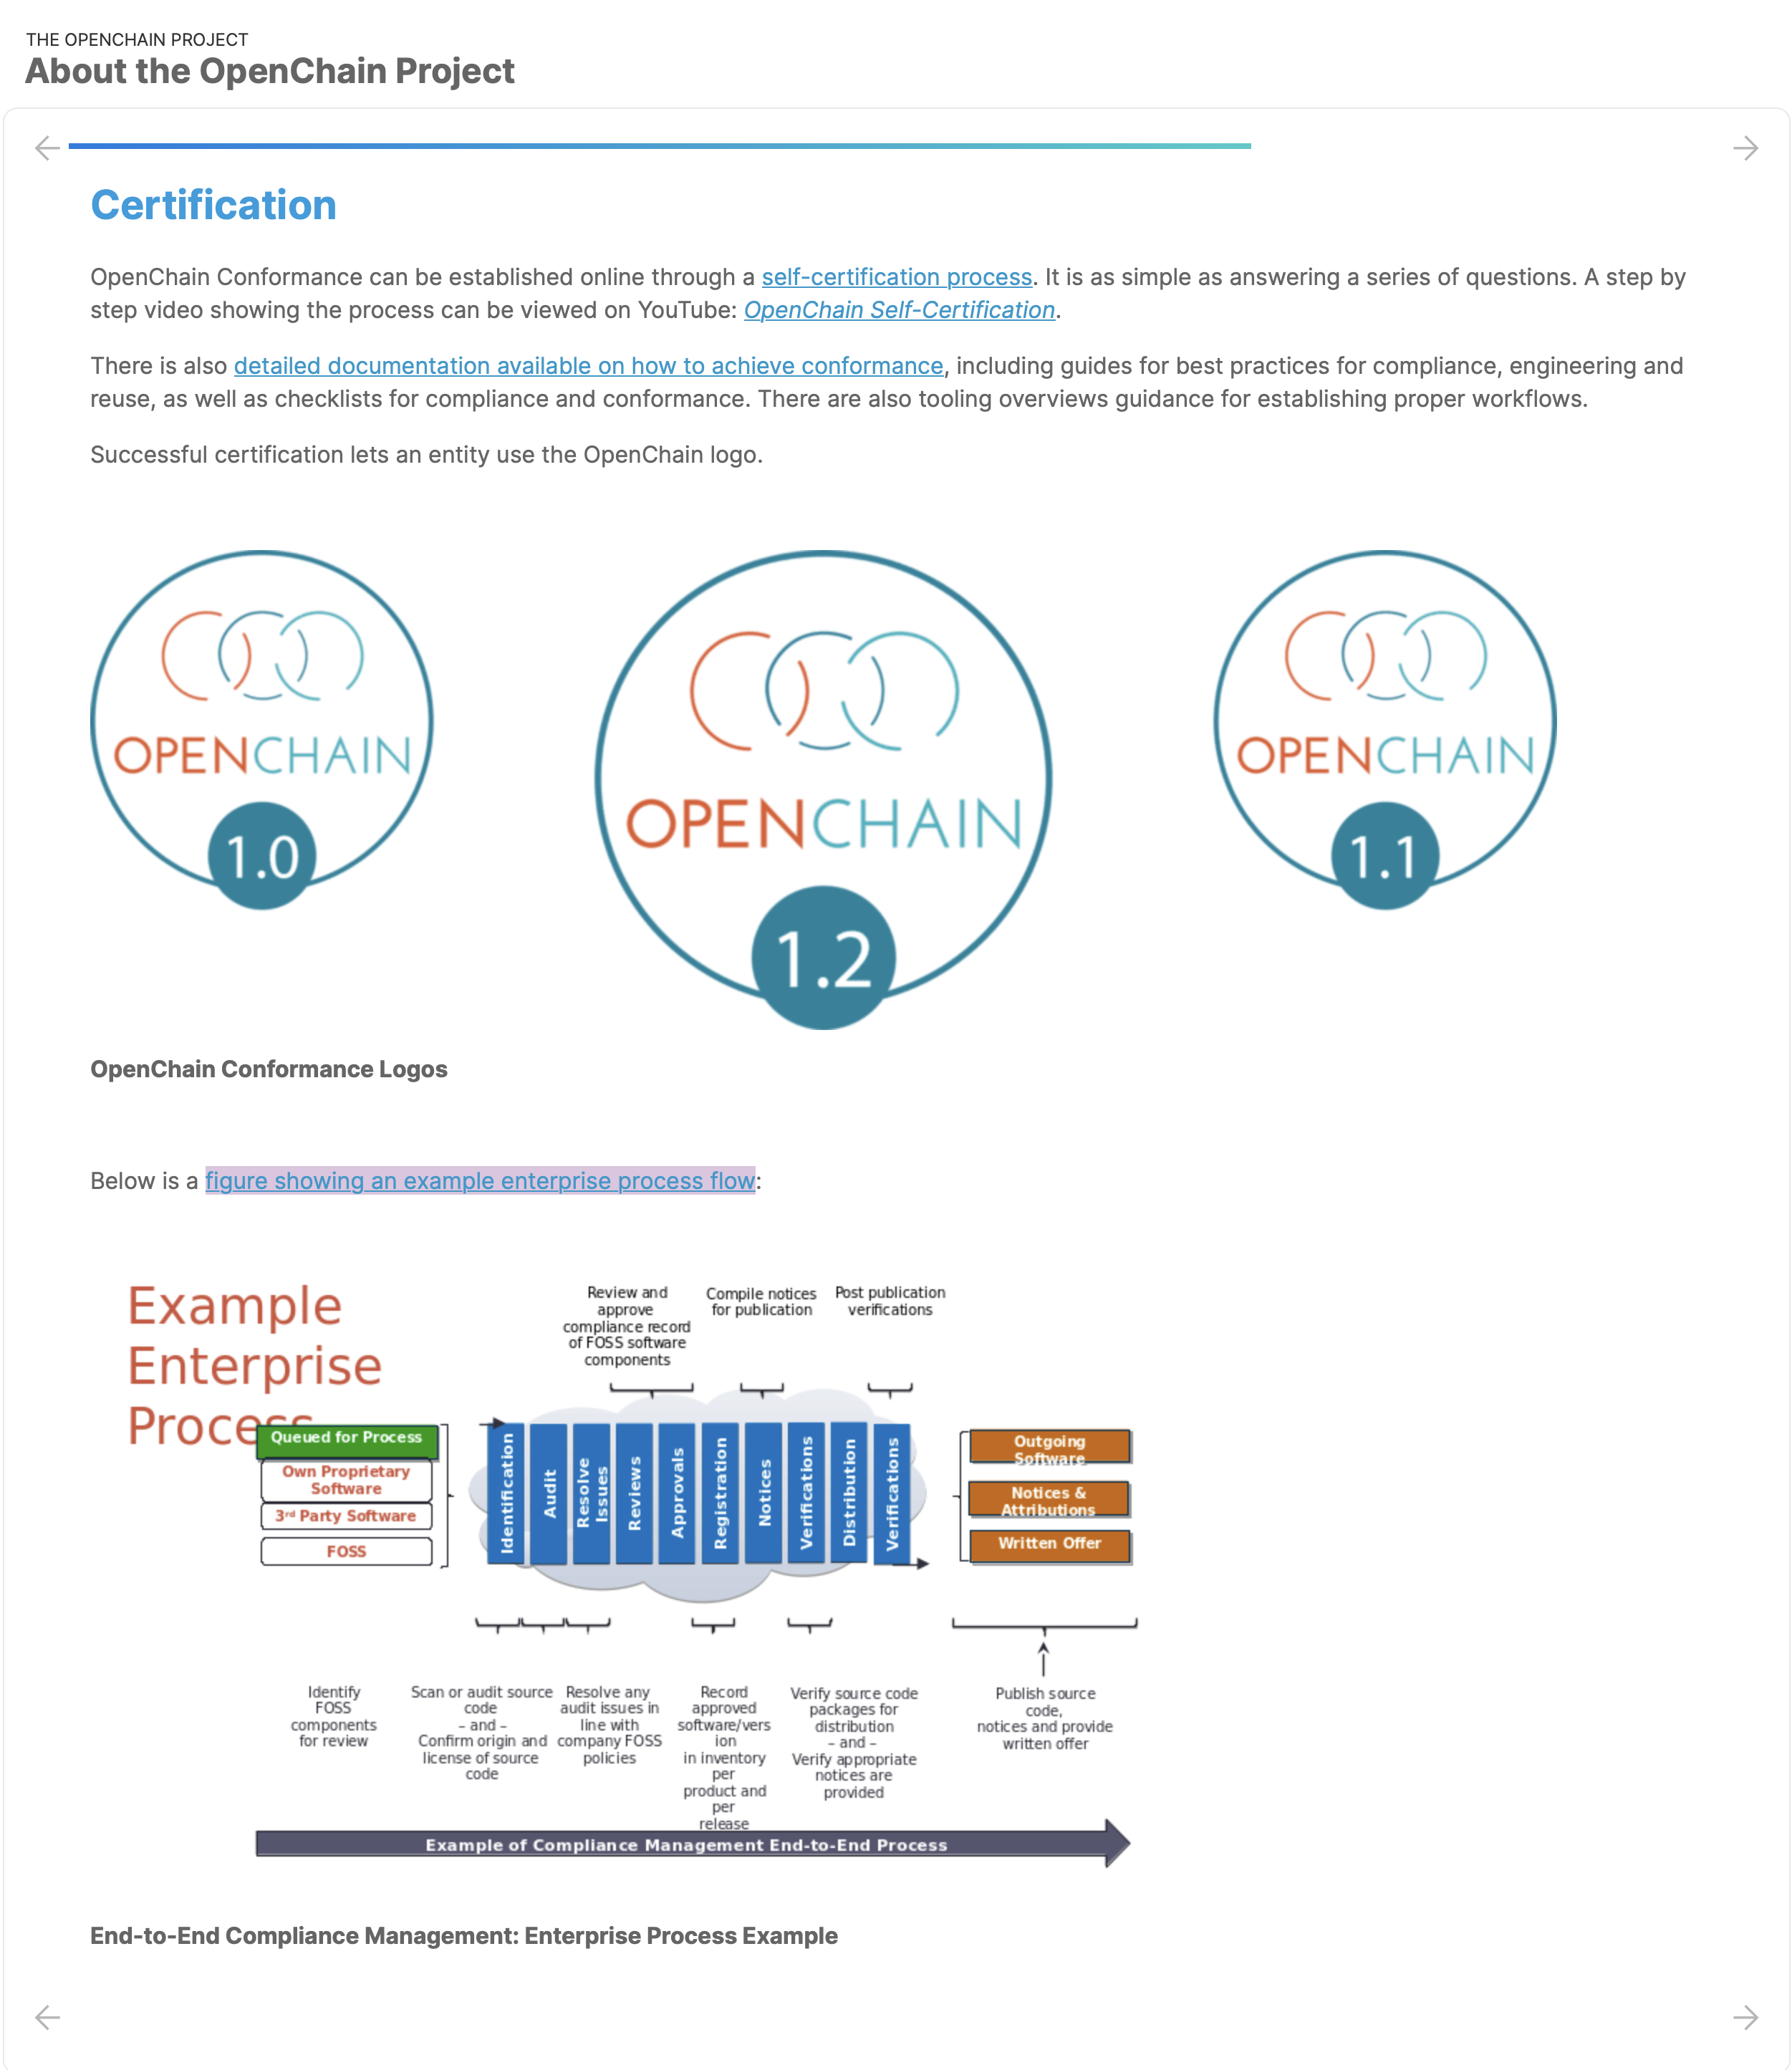 THE OPENCHAIN PROJECT
About the OpenChain Project
Certification
OpenChain Conformance can be established online through a self-certification process. It is as simple as answering a series of questions. A step by
step video showing the process can be viewed on YouTube: OpenChain Self-Certification.
There is also detailed documentation available on how to achieve conformance, including guides for best practices for compliance, engineering and
reuse, as well as checklists for compliance and conformance. There are also tooling overviews guidance for establishing proper workflows.
Successful certification lets an entity use the OpenChain logo.
OPENCHAIN
1.0
OPENCHAIN
1.2
OPENCHAIN
1.1
OpenChain Conformance Logos
Below is a figure showing an example enterprise process flow:
Example
Enterprise
Process
Review and
approve
compliance record
of FOSS software
components
Compile notices
for publication
Post publication
verifications
Queued for Process
Own Proprietary
Software
3rd Party Software
FOSS
Identification
Audit
Resolve
Issues
Reviews
Approvals
Registration
Notices
Verifications
Distribution
Verifications
Outgoing
Software
Notices &
Attributions
Written Offer
Identify
FOSS
components
for review
Scan or audit source
code
– and –
Confirm origin and
license of source
code
Resolve any
audit issues in
line with
company FOSS
policies
Record
approved
software/vers
ion
in inventory
per
product and
per
release
Verify source code
packages for
distribution
– and –
Verify appropriate
notices are
provided
Publish source
code,
notices and provide
written offer
Example of Compliance Management End-to-End Process
End-to-End Compliance Management: Enterprise Process Example